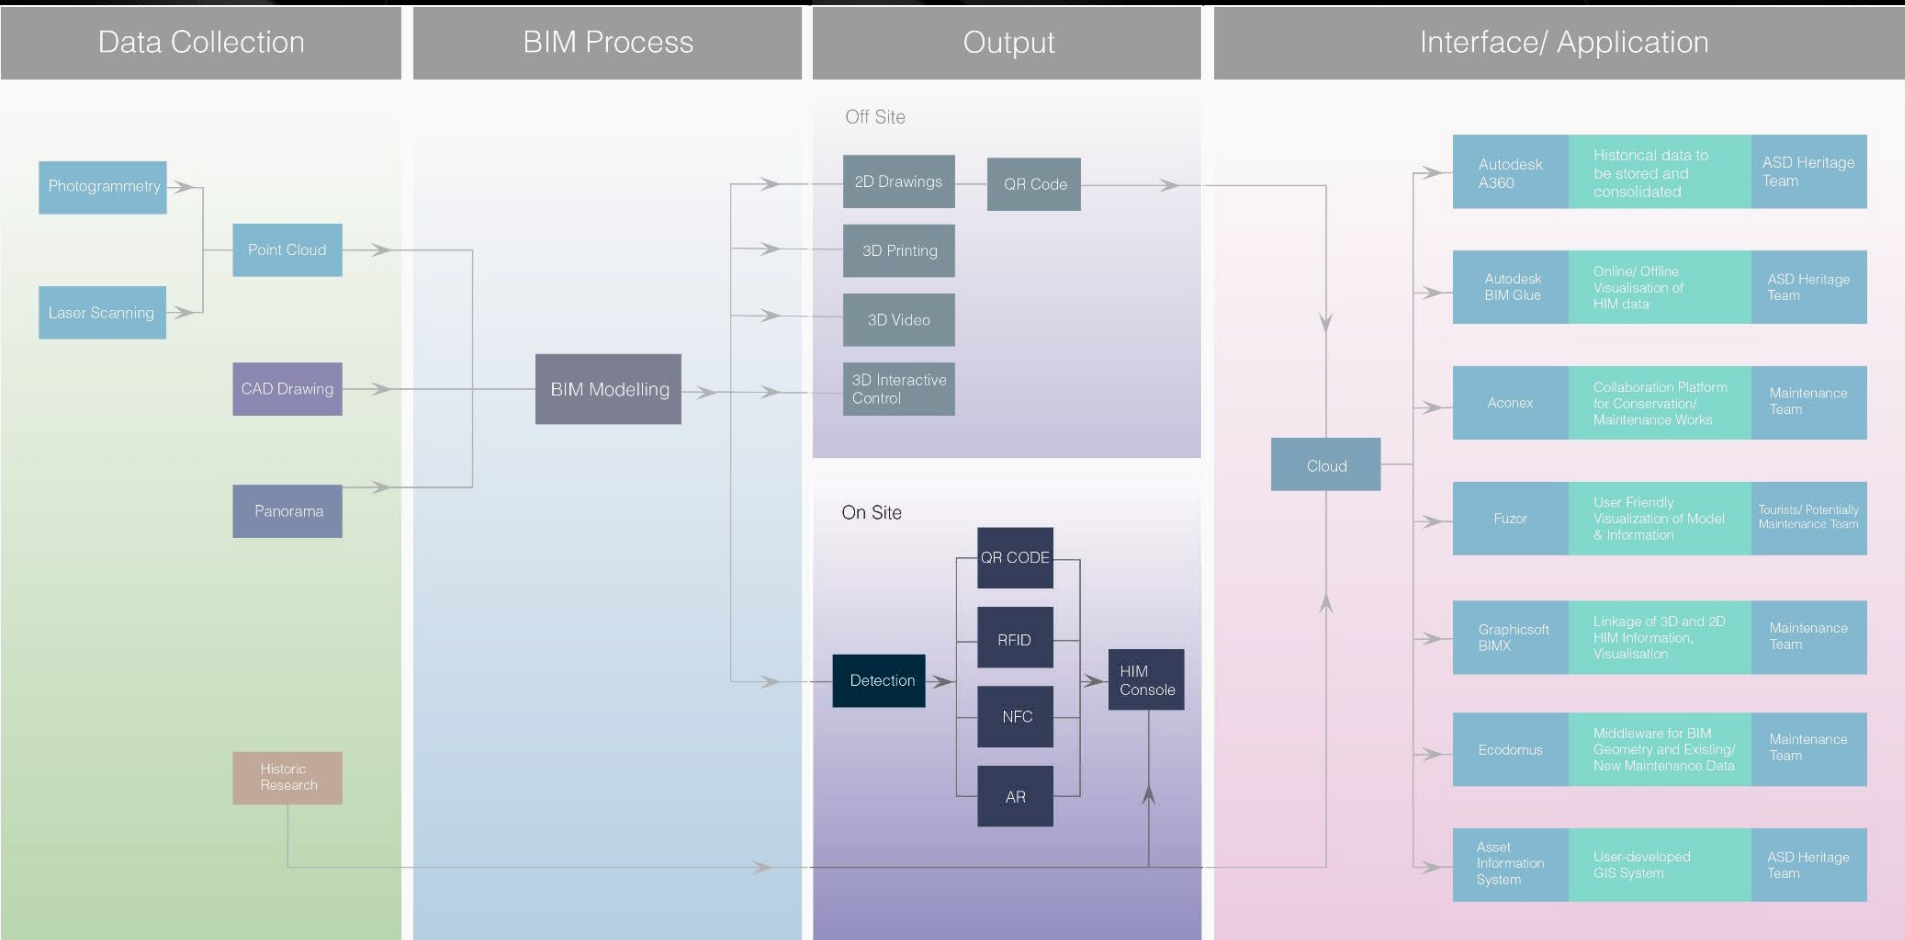 Data Collection
BIM Process
Output
Interface/ Application
Photogrammetry
Laser Scanning
Point Cloud
CAD Drawing
Panorama
Historic
Research
BIM Modelling
Off Site
2D Drawings
QR Code
3D Printing
3D Video
3D Interactive
Control
On Site
Detection
QR CODE
RFID
NFC
AR
HIM
Console
Cloud
Autodesk
A360
Historical data to
be stored and
consolidated
ASD Heritage
Team
Autodesk
BIM Glue
Online/ Offline
Visualisation of
HIM data
ASD Heritage
Team
Aconex
Collaboration Platform
for Conservation/
Maintenance Works
Maintenance
Team
Fuzor
User Friendly
Visualization of Model
& Information
Tourists/ Potentially
Maintenance Team
Graphicsoft
BIMX
Linkage of 3D and 2D
HIM Information,
Visualisation
Maintenance
Team
Ecodomus
Middleware for BIM
Geometry and Existing/
New Maintenance Data
Maintenance
Team
Asset
Information
System
User-developed
GIS System
ASD Heritage
Team